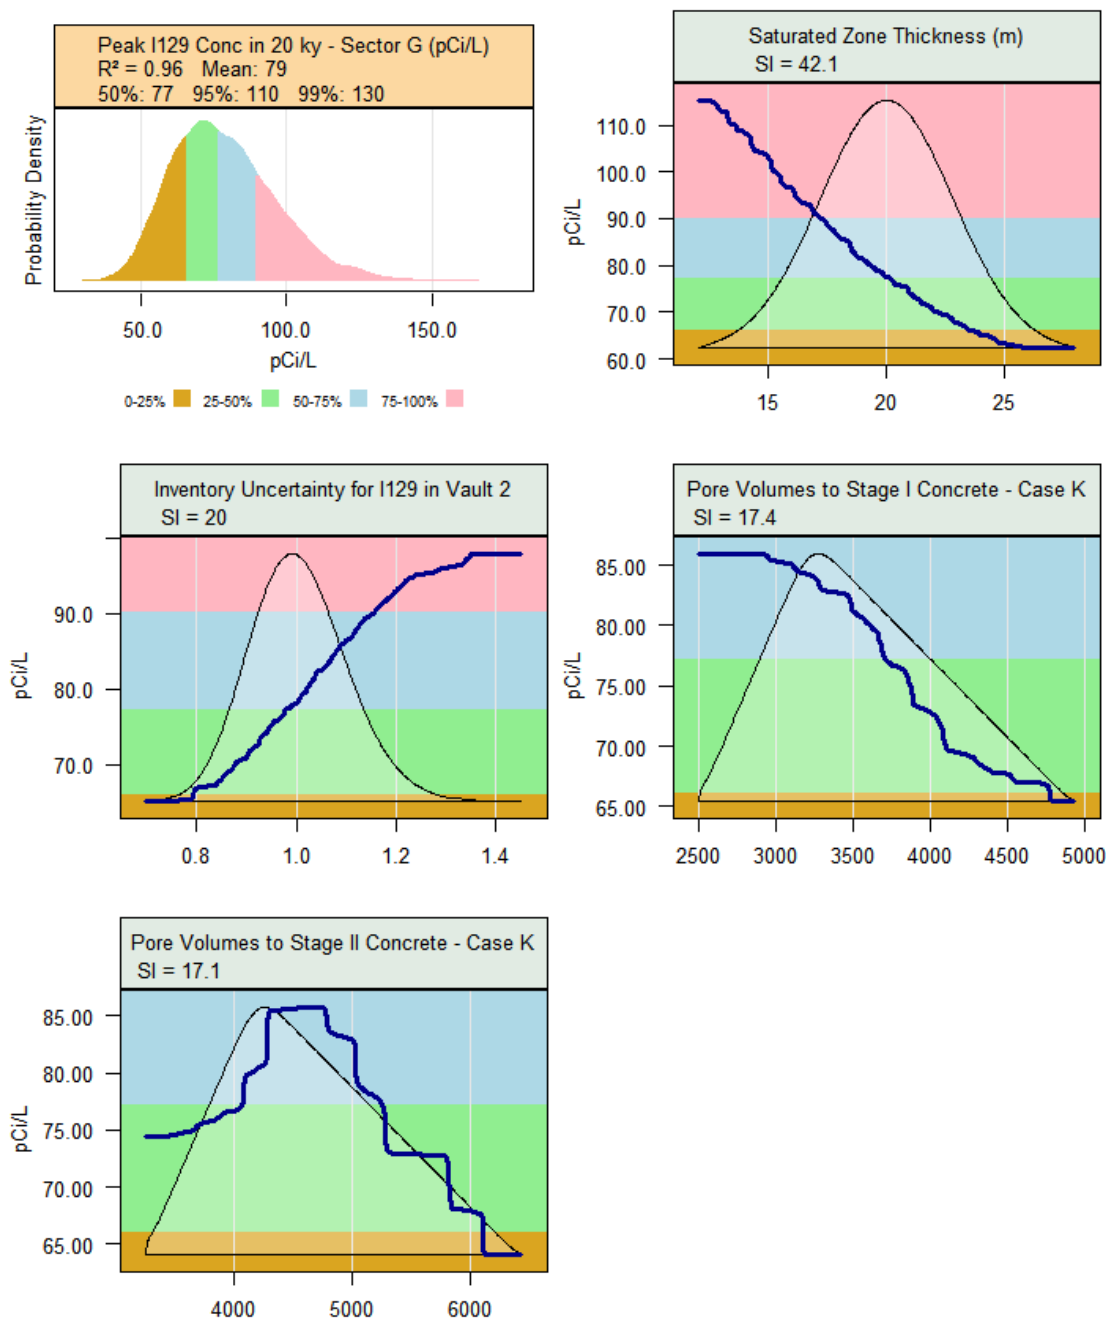 Peak I129 Conc in 20 ky - Sector G (pCi/L)
R² = 0.96 Mean: 79
50%: 77 95%: 110 99%: 130
Probability Density
50.0 100.0 150.0
pCi/L
0-25% 25-50% 50-75% 75-100%
Saturated Zone Thickness (m)
SI = 42.1
pCi/L
110.0
100.0
90.0
80.0
70.0
60.0
15 20 25
Inventory Uncertainty for I129 in Vault 2
SI = 20
pCi/L
90.0
80.0
70.0
0.8 1.0 1.2 1.4
Pore Volumes to Stage I Concrete - Case K
SI = 17.4
pCi/L
85.00
80.00
75.00
70.00
65.00
2500 3000 3500 4000 4500 5000
Pore Volumes to Stage II Concrete - Case K
SI = 17.1
pCi/L
85.00
80.00
75.00
70.00
65.00
4000 5000 6000